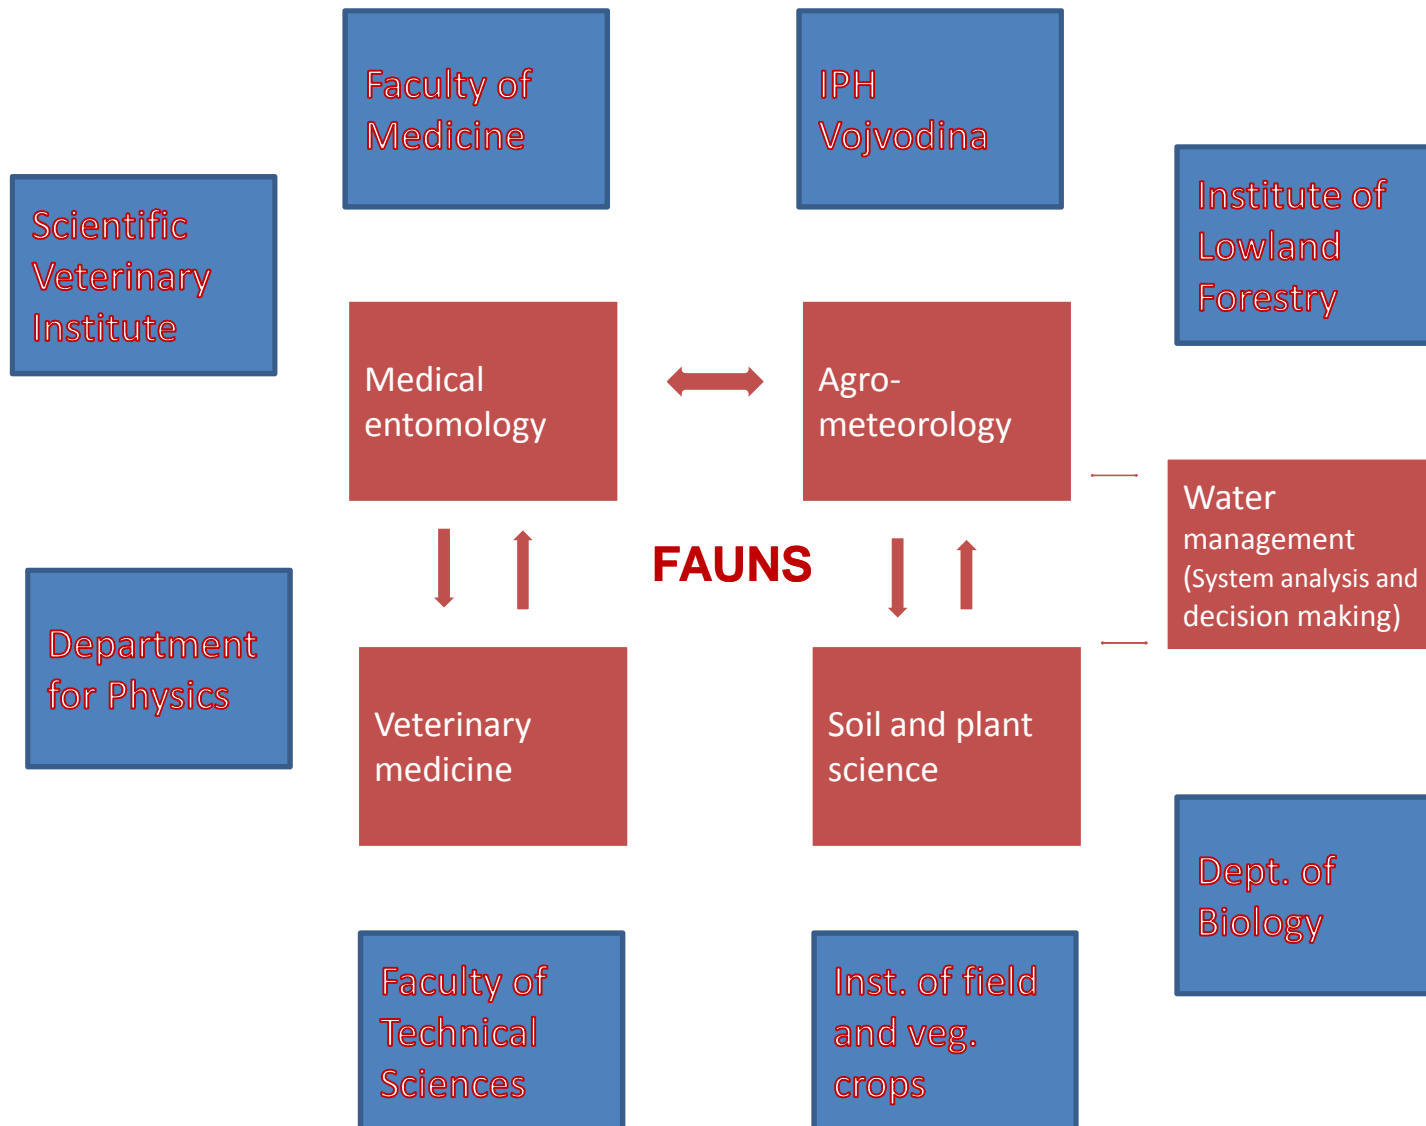 Faculty of
Medicine
IPH
Vojvodina
Scientific
Veterinary
Institute
Institute of
Lowland
Forestry
Medical
entomology
Agro-
meteorology
Water
management
(System analysis and
decision making)
FAUNS
Department
for Physics
Veterinary
medicine
Soil and plant
science
Dept. of
Biology
Faculty of
Technical
Sciences
Inst. of field
and veg.
crops